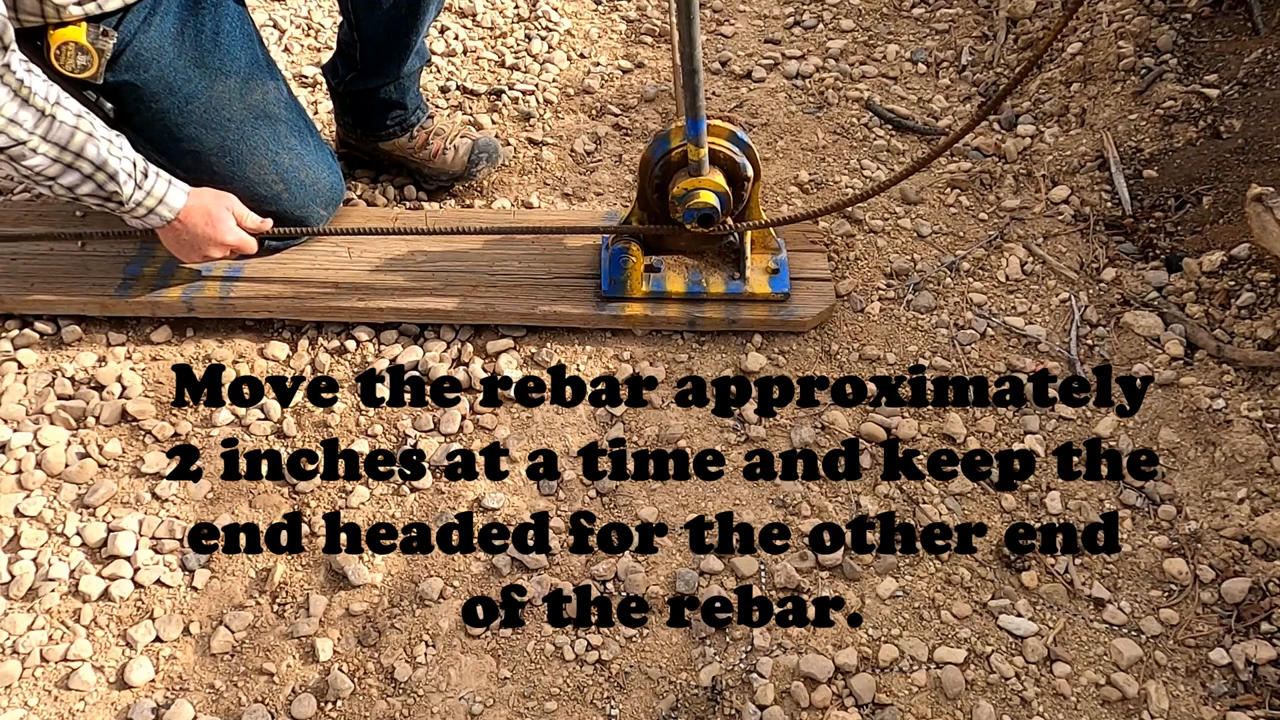 Move the rebar approximately
2 inches at a time and keep the
end headed for the other end
of the rebar.